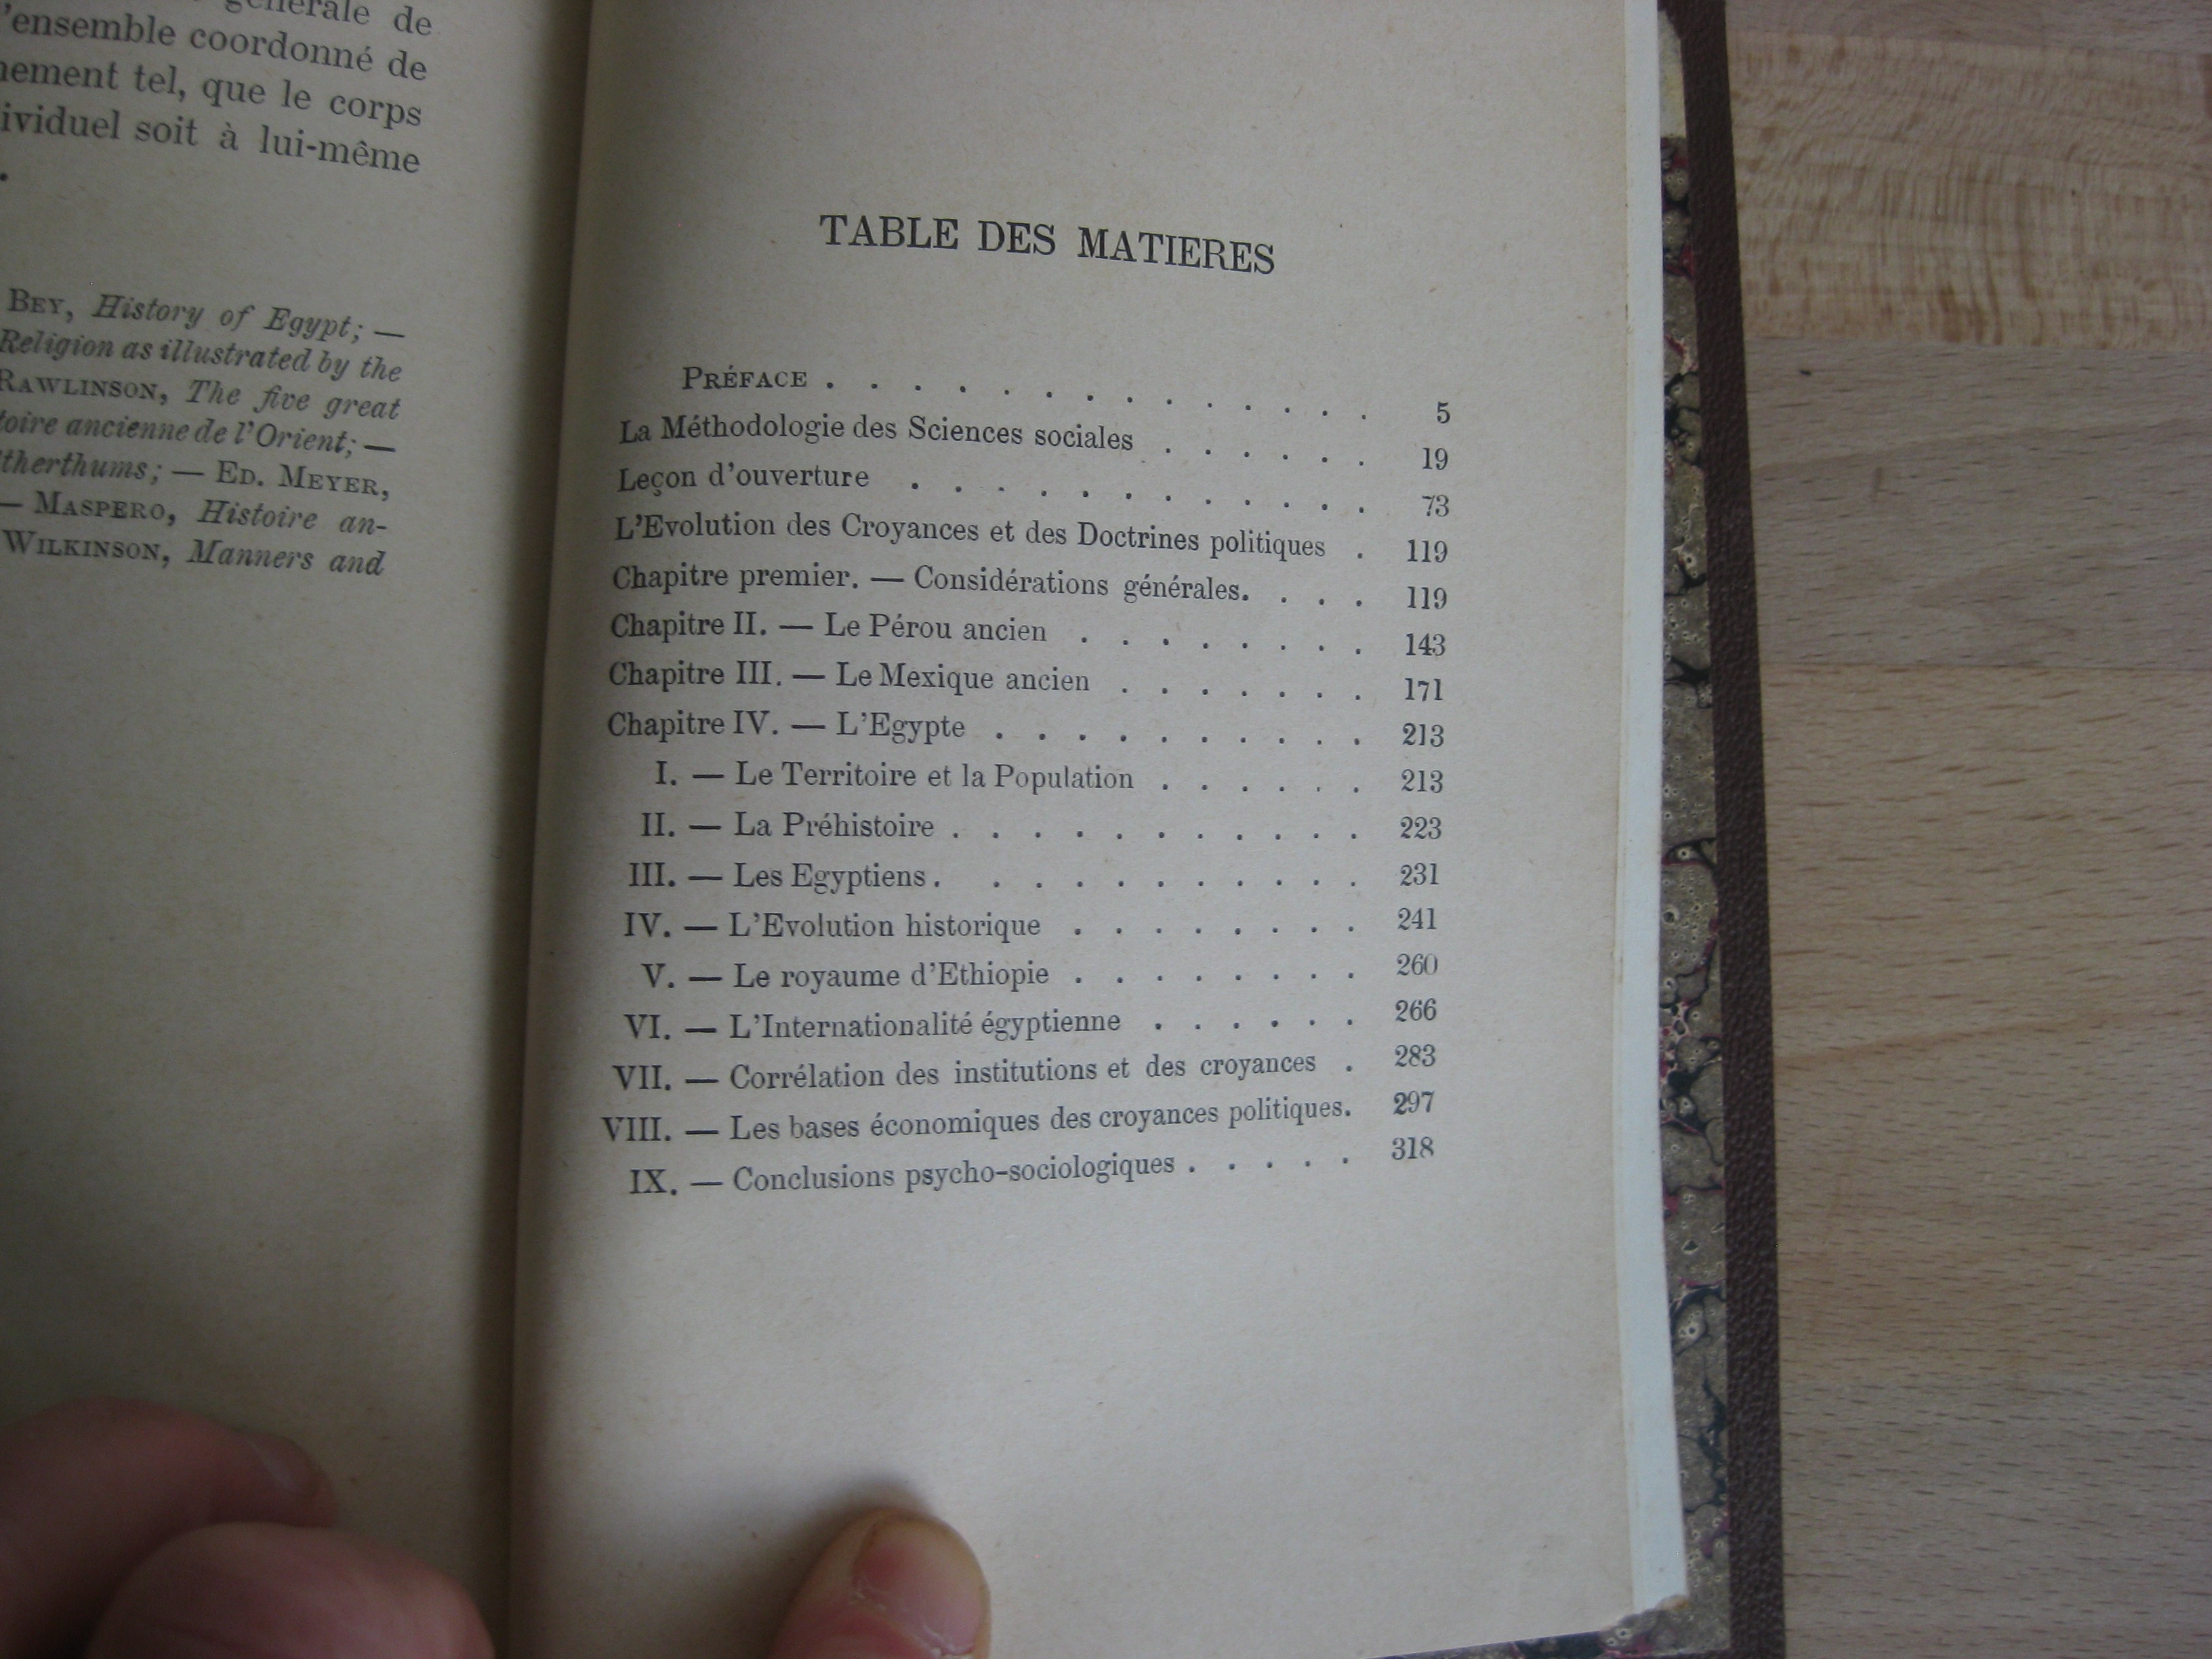 générale de
'ensemble coordonné de
nement tel, que le corps
ividuel soit à lui-même
.
BEY, History of Egypt; —
Religion as illustrated by the
RAWLINSON, The five great
toire ancienne de l'Orient; —
therthums; — ED. MEYER,
— MASPERO, Histoire an-
WILKINSON, Manners and
TABLE DES MATIERES
PRÉFACE . . . . . . . . . . . . . . 5
La Méthodologie des Sciences sociales . . . . . . 19
Leçon d'ouverture . . . . . . . . . . . 73
L'Evolution des Croyances et des Doctrines politiques . 119
Chapitre premier. — Considérations générales. . . . 119
Chapitre II. — Le Pérou ancien . . . . . . . . 143
Chapitre III. — Le Mexique ancien . . . . . . . 171
Chapitre IV. — L'Egypte . . . . . . . . . . 213
I. — Le Territoire et la Population . . . . . . 213
II. — La Préhistoire . . . . . . . . . . . 223
III. — Les Egyptiens. . . . . . . . . . . 231
IV. — L'Evolution historique . . . . . . . . 241
V. — Le royaume d'Ethiopie . . . . . . . . 260
VI. — L'Internationalité égyptienne . . . . . . 266
VII. — Corrélation des institutions et des croyances . 283
VIII. — Les bases économiques des croyances politiques. 297
IX. — Conclusions psycho-sociologiques . . . . . 318